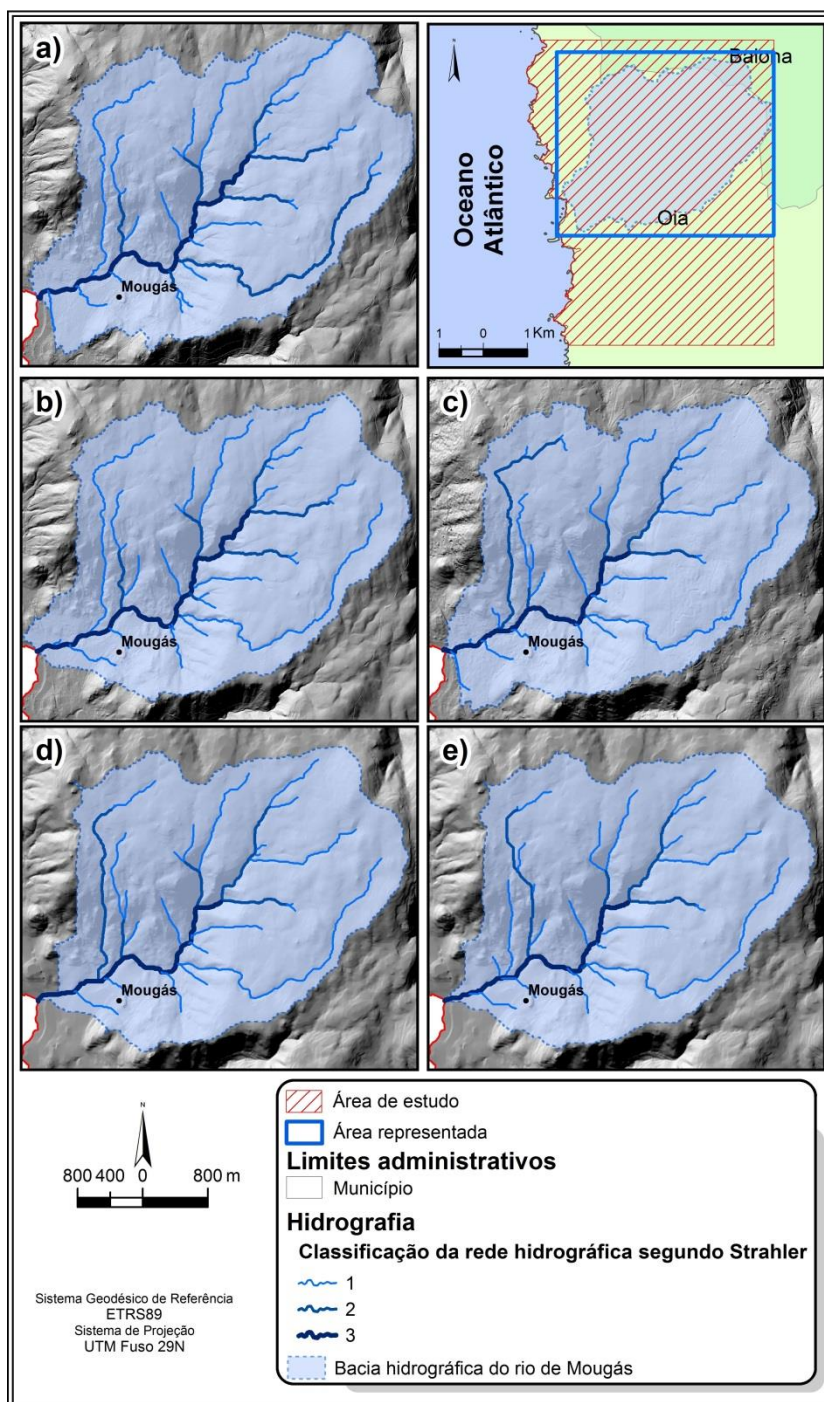 a)
Mougás
N
Baiona
Oceano
Atlântico
Oia
1 0 1 Km
b)
Mougás
c)
Mougás
d)
Mougás
e)
Mougás
N
800 400 0 800 m
Sistema Geodésico de Referência
ETRS89
Sistema de Projeção
UTM Fuso 29N
Área de estudo
Área representada
Limites administrativos
Município
Hidrografia
Classificação da rede hidrográfica segundo Strahler
1
2
3
Bacia hidrográfica do rio de Mougás